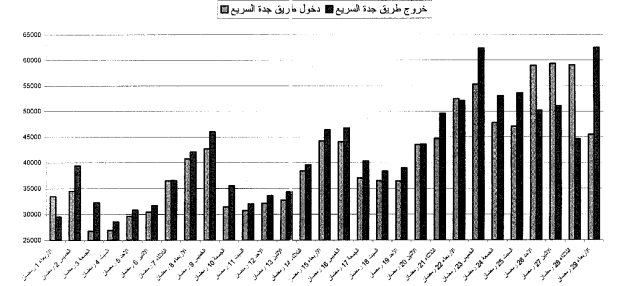 دخول طريق جدة السريع خروج طريق جدة السريع
65000
60000
55000
50000
45000
40000
35000
30000
25000
الأربعاء 1 رمضان
الخميس 2 رمضان
الجمعة 3 رمضان
السبت 4 رمضان
الأحد 5 رمضان
الاثنين 6 رمضان
الثلاثاء 7 رمضان
الأربعاء 8 رمضان
الخميس 9 رمضان
الجمعة 10 رمضان
السبت 11 رمضان
الأحد 12 رمضان
الاثنين 13 رمضان
الثلاثاء 14 رمضان
الأربعاء 15 رمضان
الخميس 16 رمضان
الجمعة 17 رمضان
السبت 18 رمضان
الأحد 19 رمضان
الاثنين 20 رمضان
الثلاثاء 21 رمضان
الأربعاء 22 رمضان
الخميس 23 رمضان
الجمعة 24 رمضان
السبت 25 رمضان
الأحد 26 رمضان
الاثنين 27 رمضان
الثلاثاء 28 رمضان
الأربعاء 29 رمضان